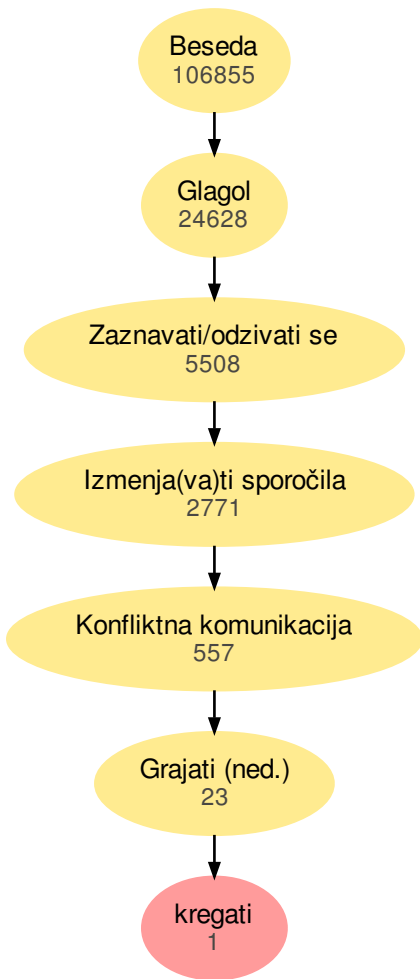 Beseda
106855
Glagol
24628
Zaznavati/odzivati se
5508
Izmenja(va)ti sporočila
2771
Konfliktna komunikacija
557
Grajati (ned.)
23
kregati
1